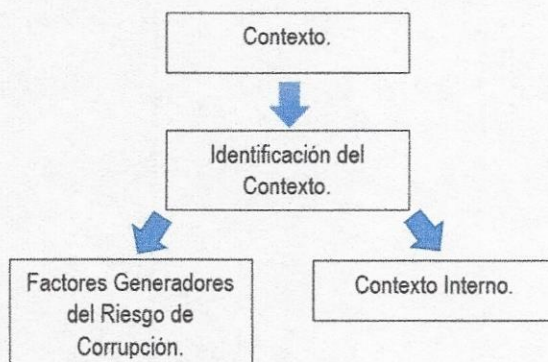 Contexto.
Identificación del
Contexto.
Factores Generadores
del Riesgo de
Corrupción.
Contexto Interno.